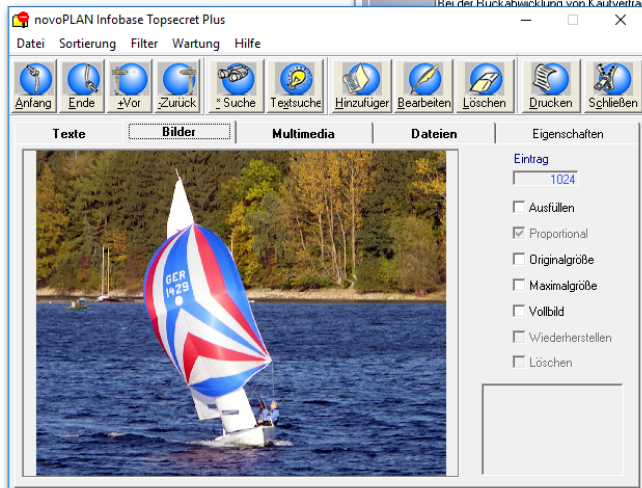 Bei der Rückabwicklung von Kaufvertra
novoPLAN Infobase Topsecret Plus
Datei Sortierung Filter Wartung Hilfe
Anfang Ende +Vor -Zurück * Suche Textsuche Hinzufüger Bearbeiten Löschen Drucken Schließen
Texte Bilder Multimedia Dateien Eigenschaften
Eintrag
1024
Ausfüllen
Proportional
Originalgröße
Maximalgröße
Vollbild
Wiederherstellen
Löschen
GER
1429